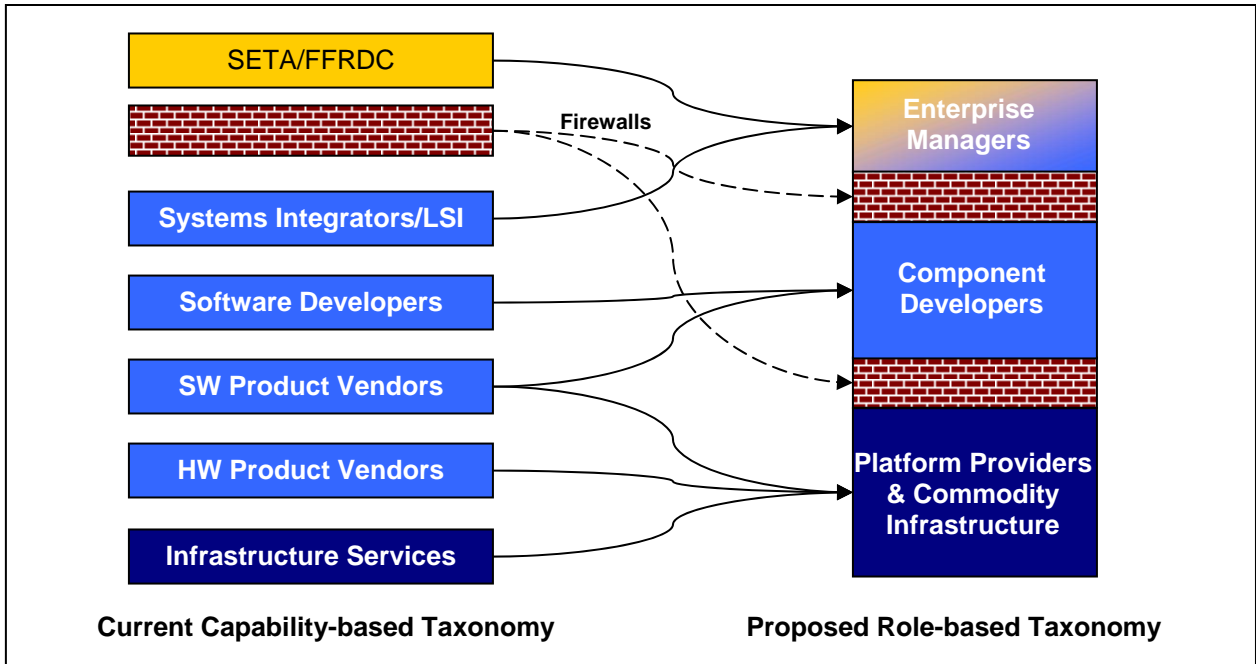 SETA/FFRDC
Firewalls
Systems Integrators/LSI
Software Developers
SW Product Vendors
HW Product Vendors
Infrastructure Services
Current Capability-based Taxonomy
Enterprise
Managers
Component
Developers
Platform Providers
& Commodity
Infrastructure
Proposed Role-based Taxonomy